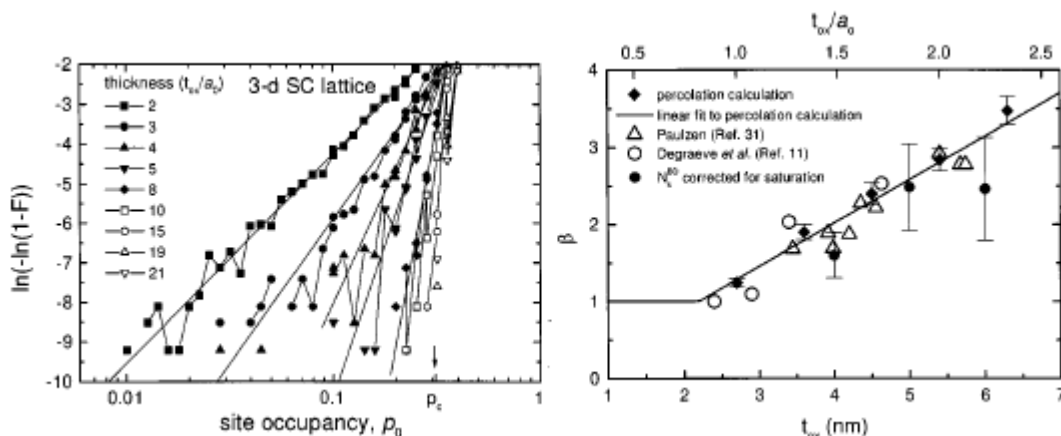 thickness (t_ox/a_o)
3-d SC lattice
2
3
4
5
8
10
15
19
21
ln(-ln(1-F))
-2
-3
-4
-5
-6
-7
-8
-9
-10
0.01
0.1
p_c
1
site occupancy, p_0
t_ox/a_o
0.5
1.0
1.5
2.0
2.5
percolation calculation
linear fit to percolation calculation
Paulzen (Ref. 31)
Degraeve et al. (Ref. 11)
corrected for saturation
β
4
3
2
1
0
1
2
3
4
5
6
7
t_ox (nm)